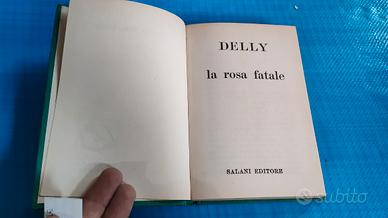 DELLY
la rosa fatale
SALANI EDITORE
subito